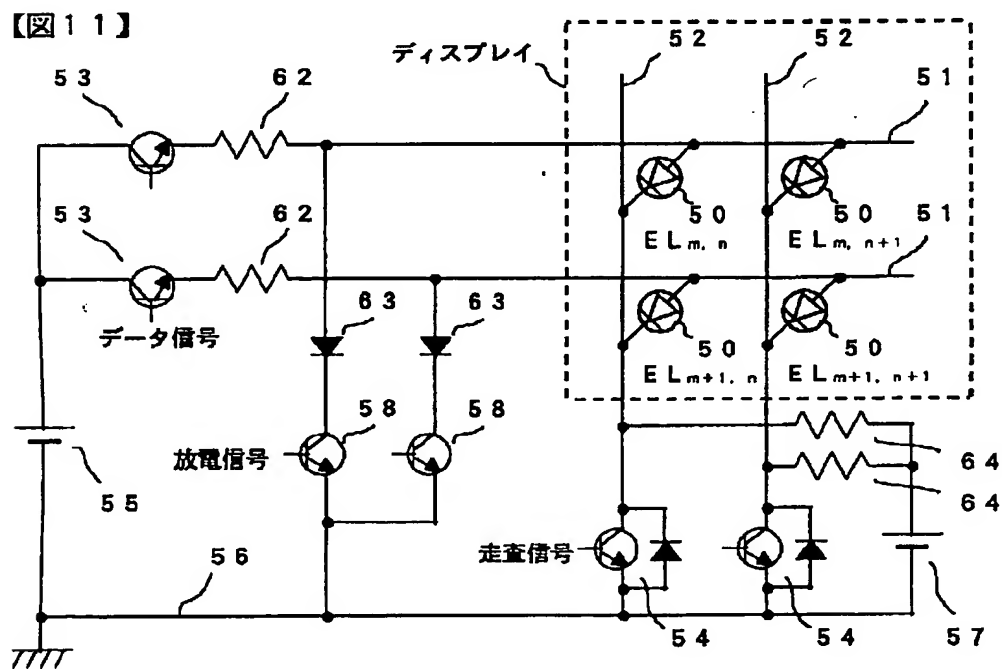 【図１１】
ディスプレイ
５２
５２
５３
６２
５１
５０
５０
ＥＬm, n
ＥＬm, n+1
５３
６２
５１
データ信号
６３
６３
５０
５０
ＥＬm+1, n
ＥＬm+1, n+1
５８
５８
放電信号
５５
６４
６４
走査信号
５６
５４
５４
５７